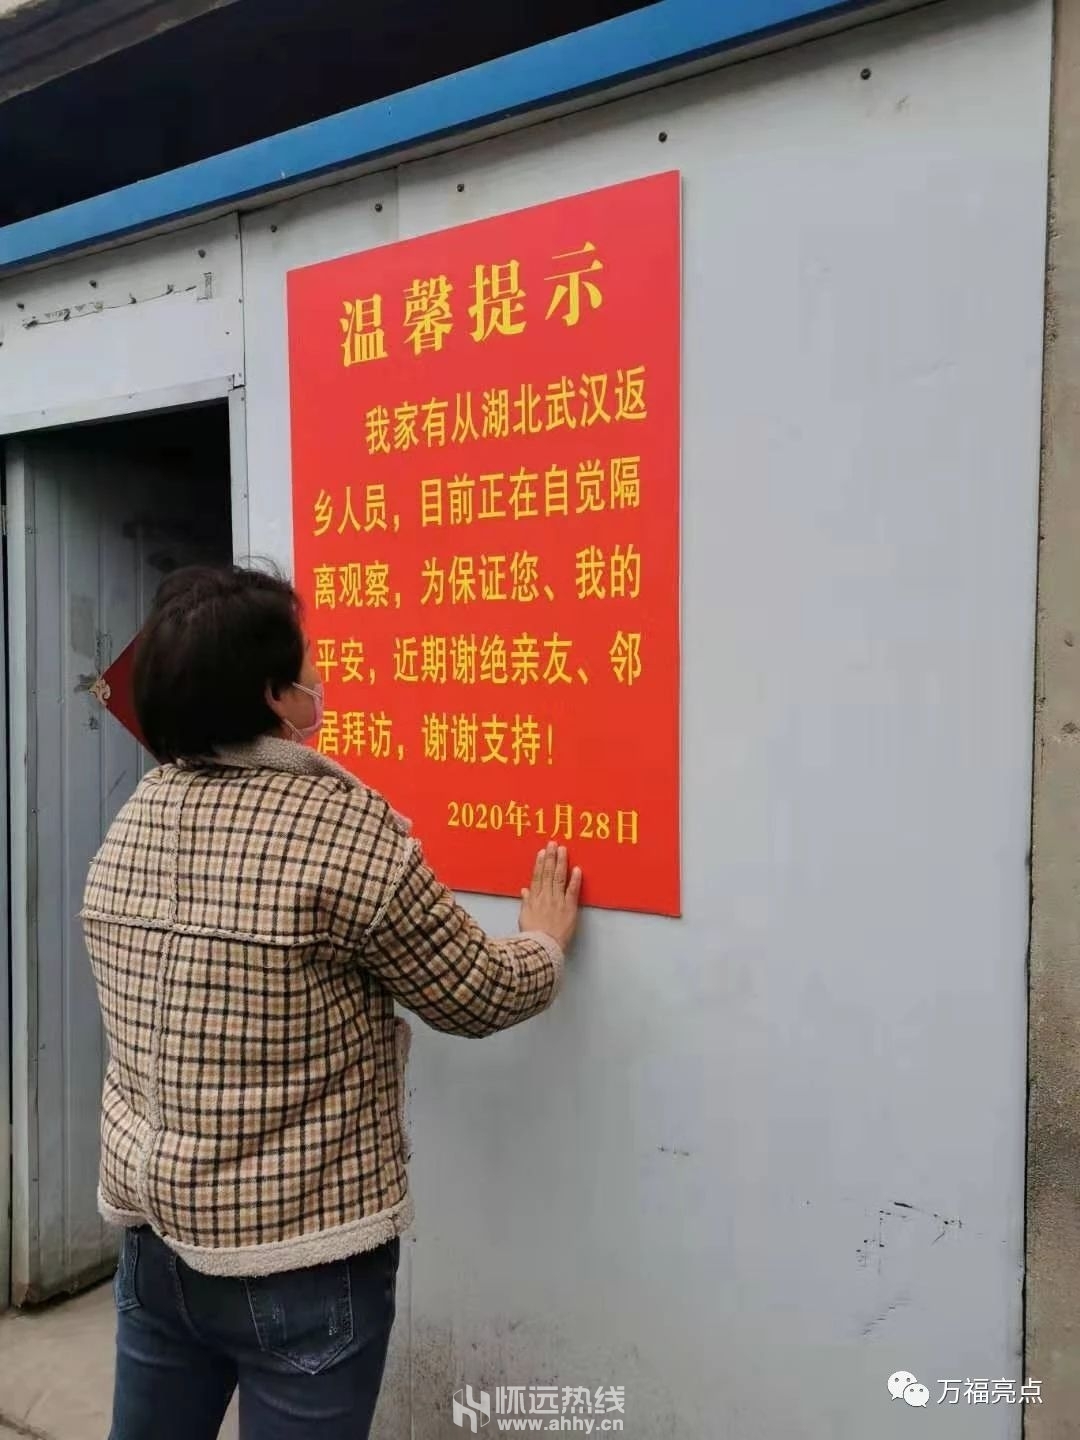 温馨提示
我家有从湖北武汉返
乡人员，目前正在自觉隔
离观察，为保证您、我的
平安，近期谢绝亲友、邻
居拜访，谢谢支持！
2020年1月28日
怀远热线
www.ahhy.cn
万福亮点